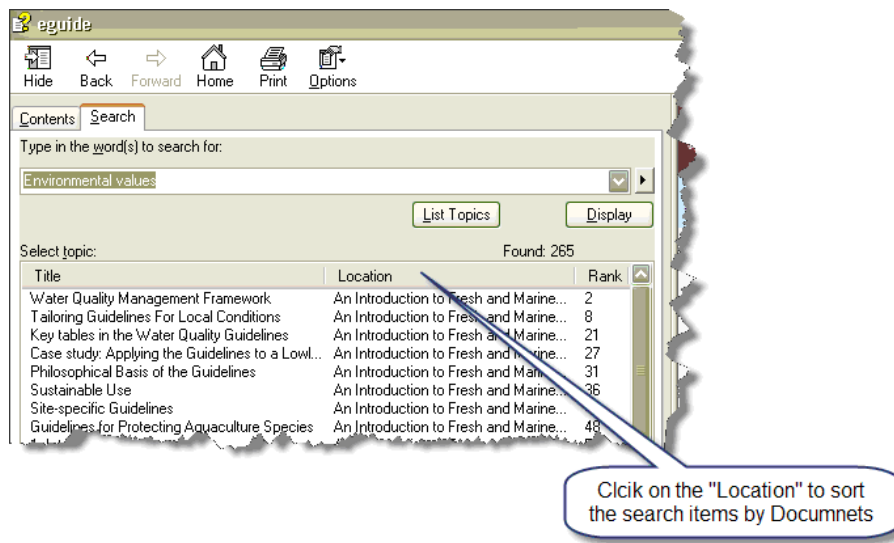 eguide
Hide Back Forward Home Print Options
Contents Search
Type in the word(s) to search for:
Environmental values
List Topics Display
Select topic: Found: 265
Title Location Rank
Water Quality Management Framework An Introduction to Fresh and Marine... 2
Tailoring Guidelines For Local Conditions An Introduction to Fresh and Marine... 8
Key tables in the Water Quality Guidelines An Introduction to Fresh and Marine... 21
Case study: Applying the Guidelines to a Lowl... An Introduction to Fresh and Marine... 27
Philosophical Basis of the Guidelines An Introduction to Fresh and Marine... 31
Sustainable Use An Introduction to Fresh and Marine... 36
Site-specific Guidelines An Introduction to Fresh and Marine...
Guidelines for Protecting Aquaculture Species An Introduction to Fresh and Marine... 48
Clcik on the "Location" to sort
the search items by Documnets